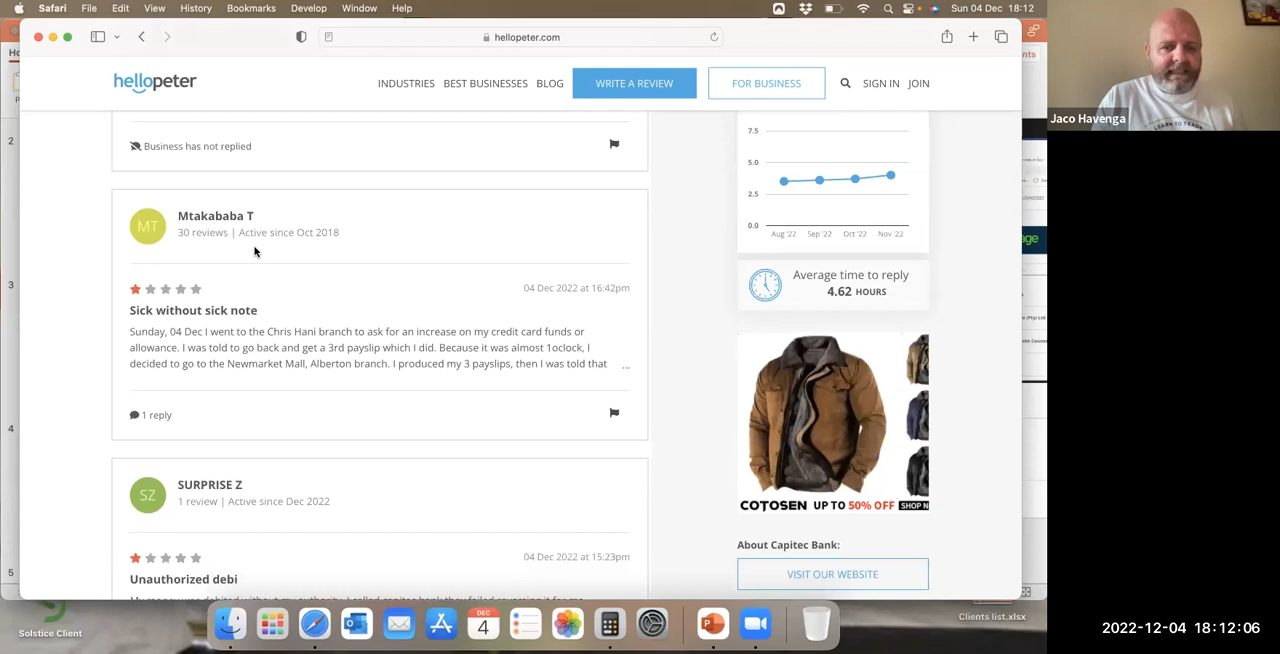 Safari File Edit View History Bookmarks Develop Window Help
Sun 04 Dec 18:12
hellopeter.com
hellopeter
INDUSTRIES BEST BUSINESSES BLOG WRITE A REVIEW FOR BUSINESS SIGN IN JOIN
Business has not replied
MT
Mtakababa T
30 reviews | Active since Oct 2018
04 Dec 2022 at 16:42pm
Sick without sick note
Sunday, 04 Dec I went to the Chris Hani branch to ask for an increase on my credit card funds or
allowance. I was told to go back and get a 3rd payslip which I did. Because it was almost 1oclock, I
decided to go to the Newmarket Mall, Alberton branch. I produced my 3 payslips, then I was told that ...
1 reply
SZ
SURPRISE Z
1 review | Active since Dec 2022
04 Dec 2022 at 15:23pm
Unauthorized debi
7.5
5.0
2.5
0.0
Aug '22 Sep '22 Oct '22 Nov '22
Average time to reply
4.62 HOURS
COTOSEN UP TO 50% OFF SHOP N
About Capitec Bank:
VISIT OUR WEBSITE
2
3
4
5
Solstice Client
DEC
4
Clients list.xlsx
Jaco Havenga
LEARN TO TRADE
2022-12-04 18:12:06